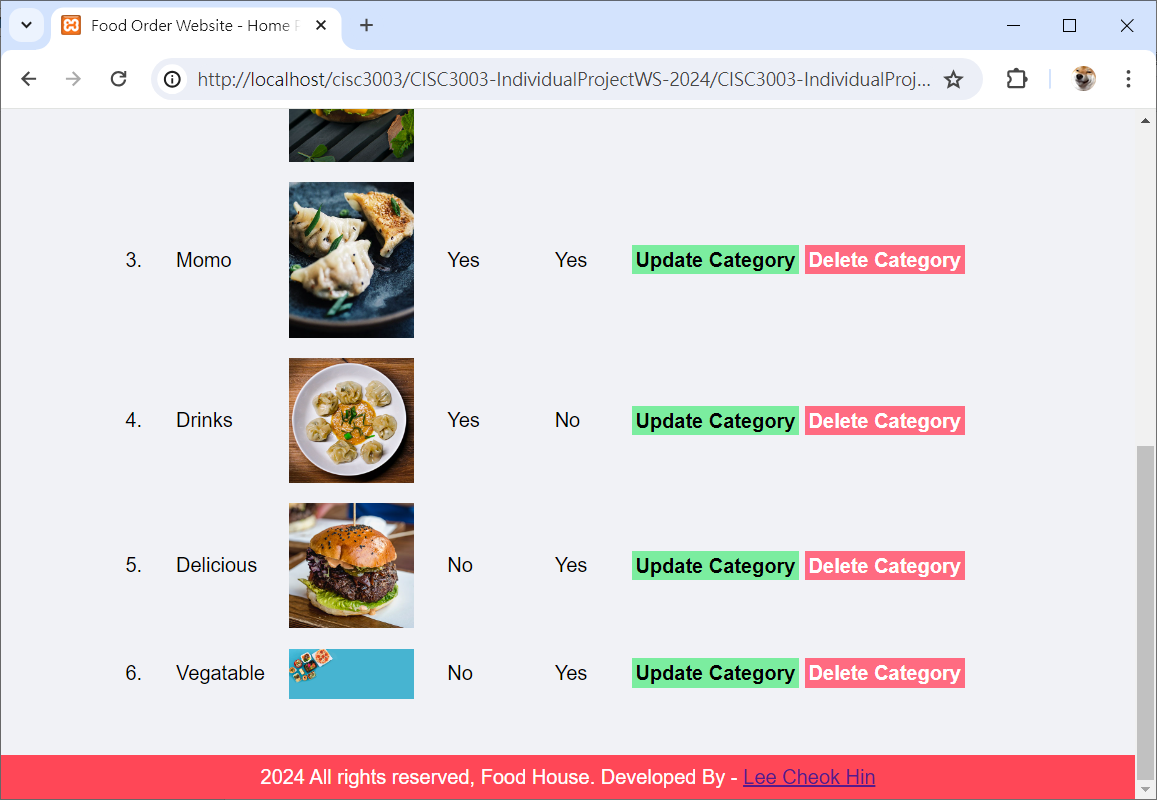 Food Order Website - Home
http://localhost/cisc3003/CISC3003-IndividualProjectWS-2024/CISC3003-IndividualProj...
3. Momo Yes Yes Update Category Delete Category
4. Drinks Yes No Update Category Delete Category
5. Delicious No Yes Update Category Delete Category
6. Vegatable No Yes Update Category Delete Category
2024 All rights reserved, Food House. Developed By - Lee Cheok Hin